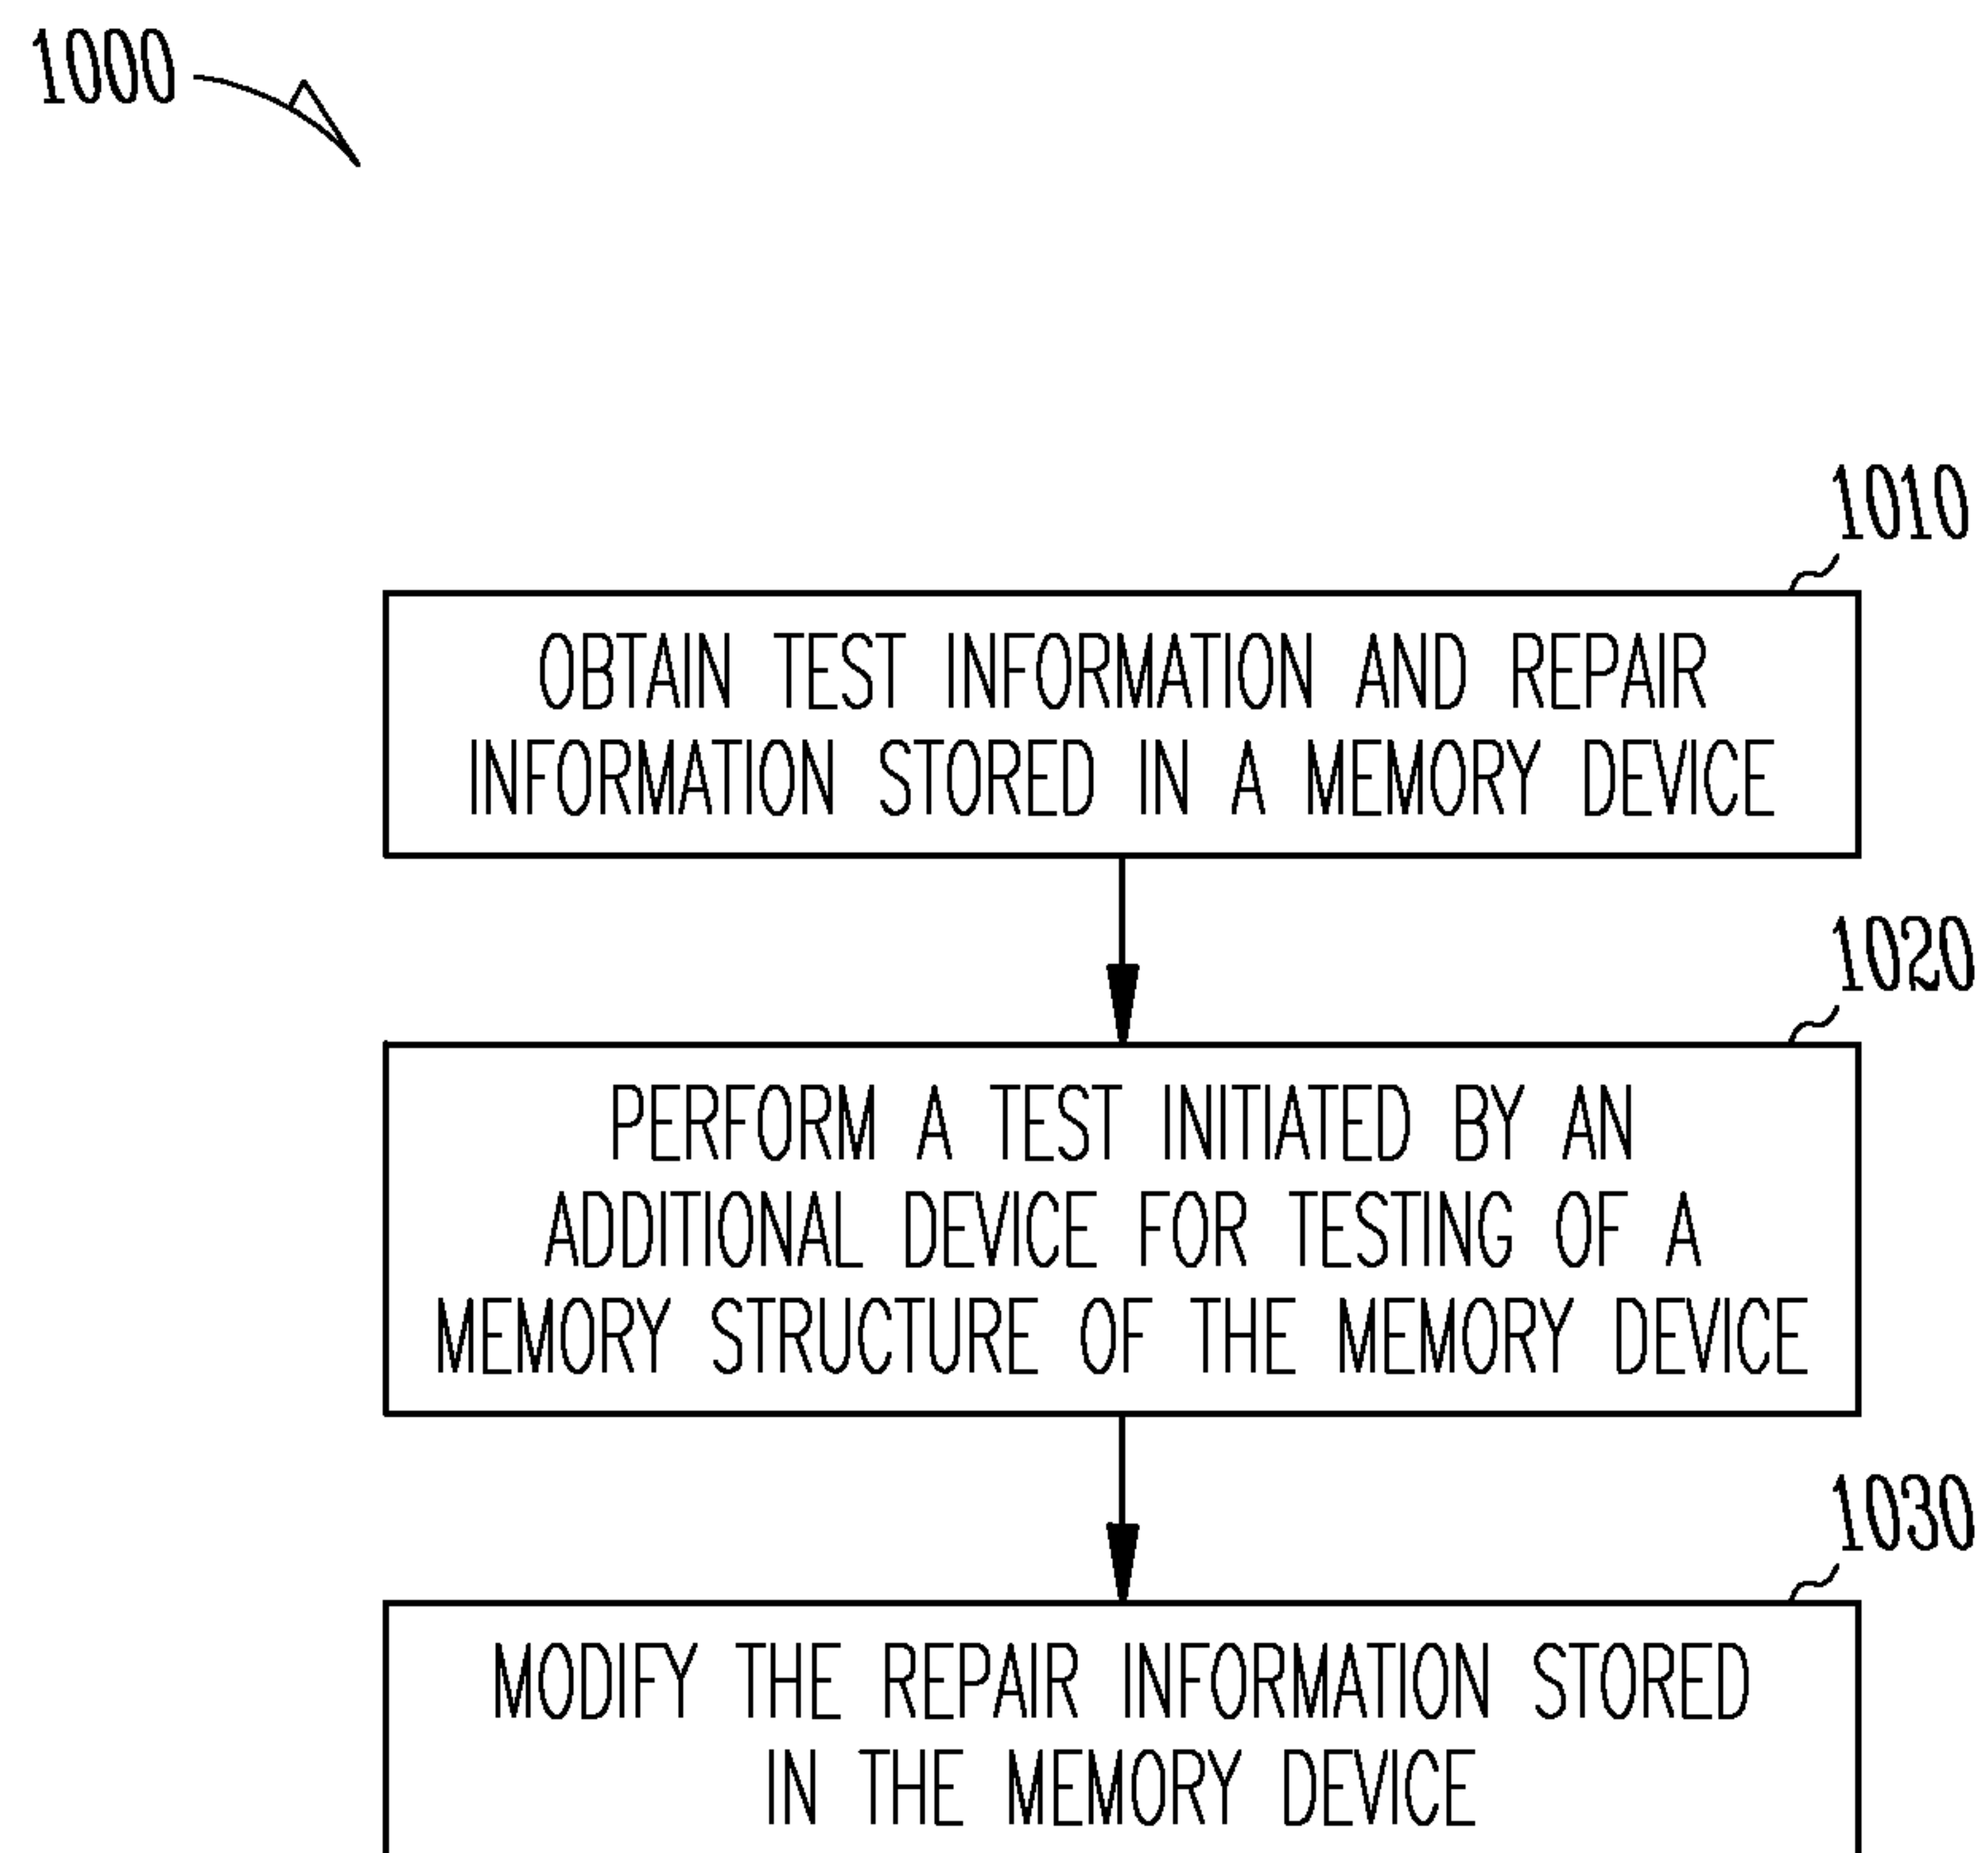 1000
1010
OBTAIN TEST INFORMATION AND REPAIR
INFORMATION STORED IN A MEMORY DEVICE
1020
PERFORM A TEST INITIATED BY AN
ADDITIONAL DEVICE FOR TESTING OF A
MEMORY STRUCTURE OF THE MEMORY DEVICE
1030
MODIFY THE REPAIR INFORMATION STORED
IN THE MEMORY DEVICE